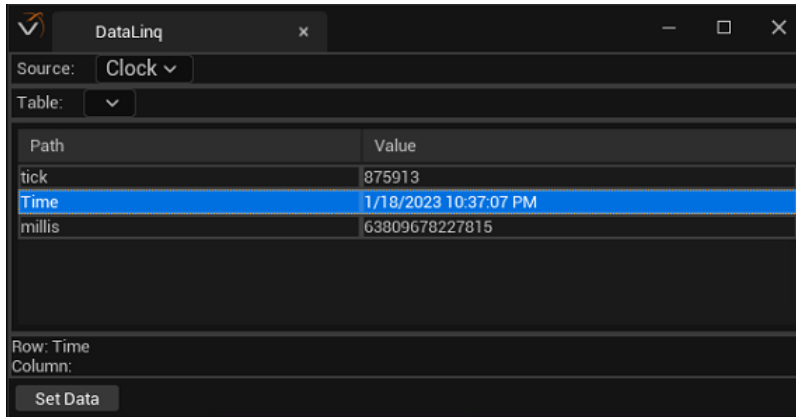 DataLinq
Source: Clock
Table:
Path Value
tick 875913
Time 1/18/2023 10:37:07 PM
millis 63809678227815
Row: Time
Column:
Set Data